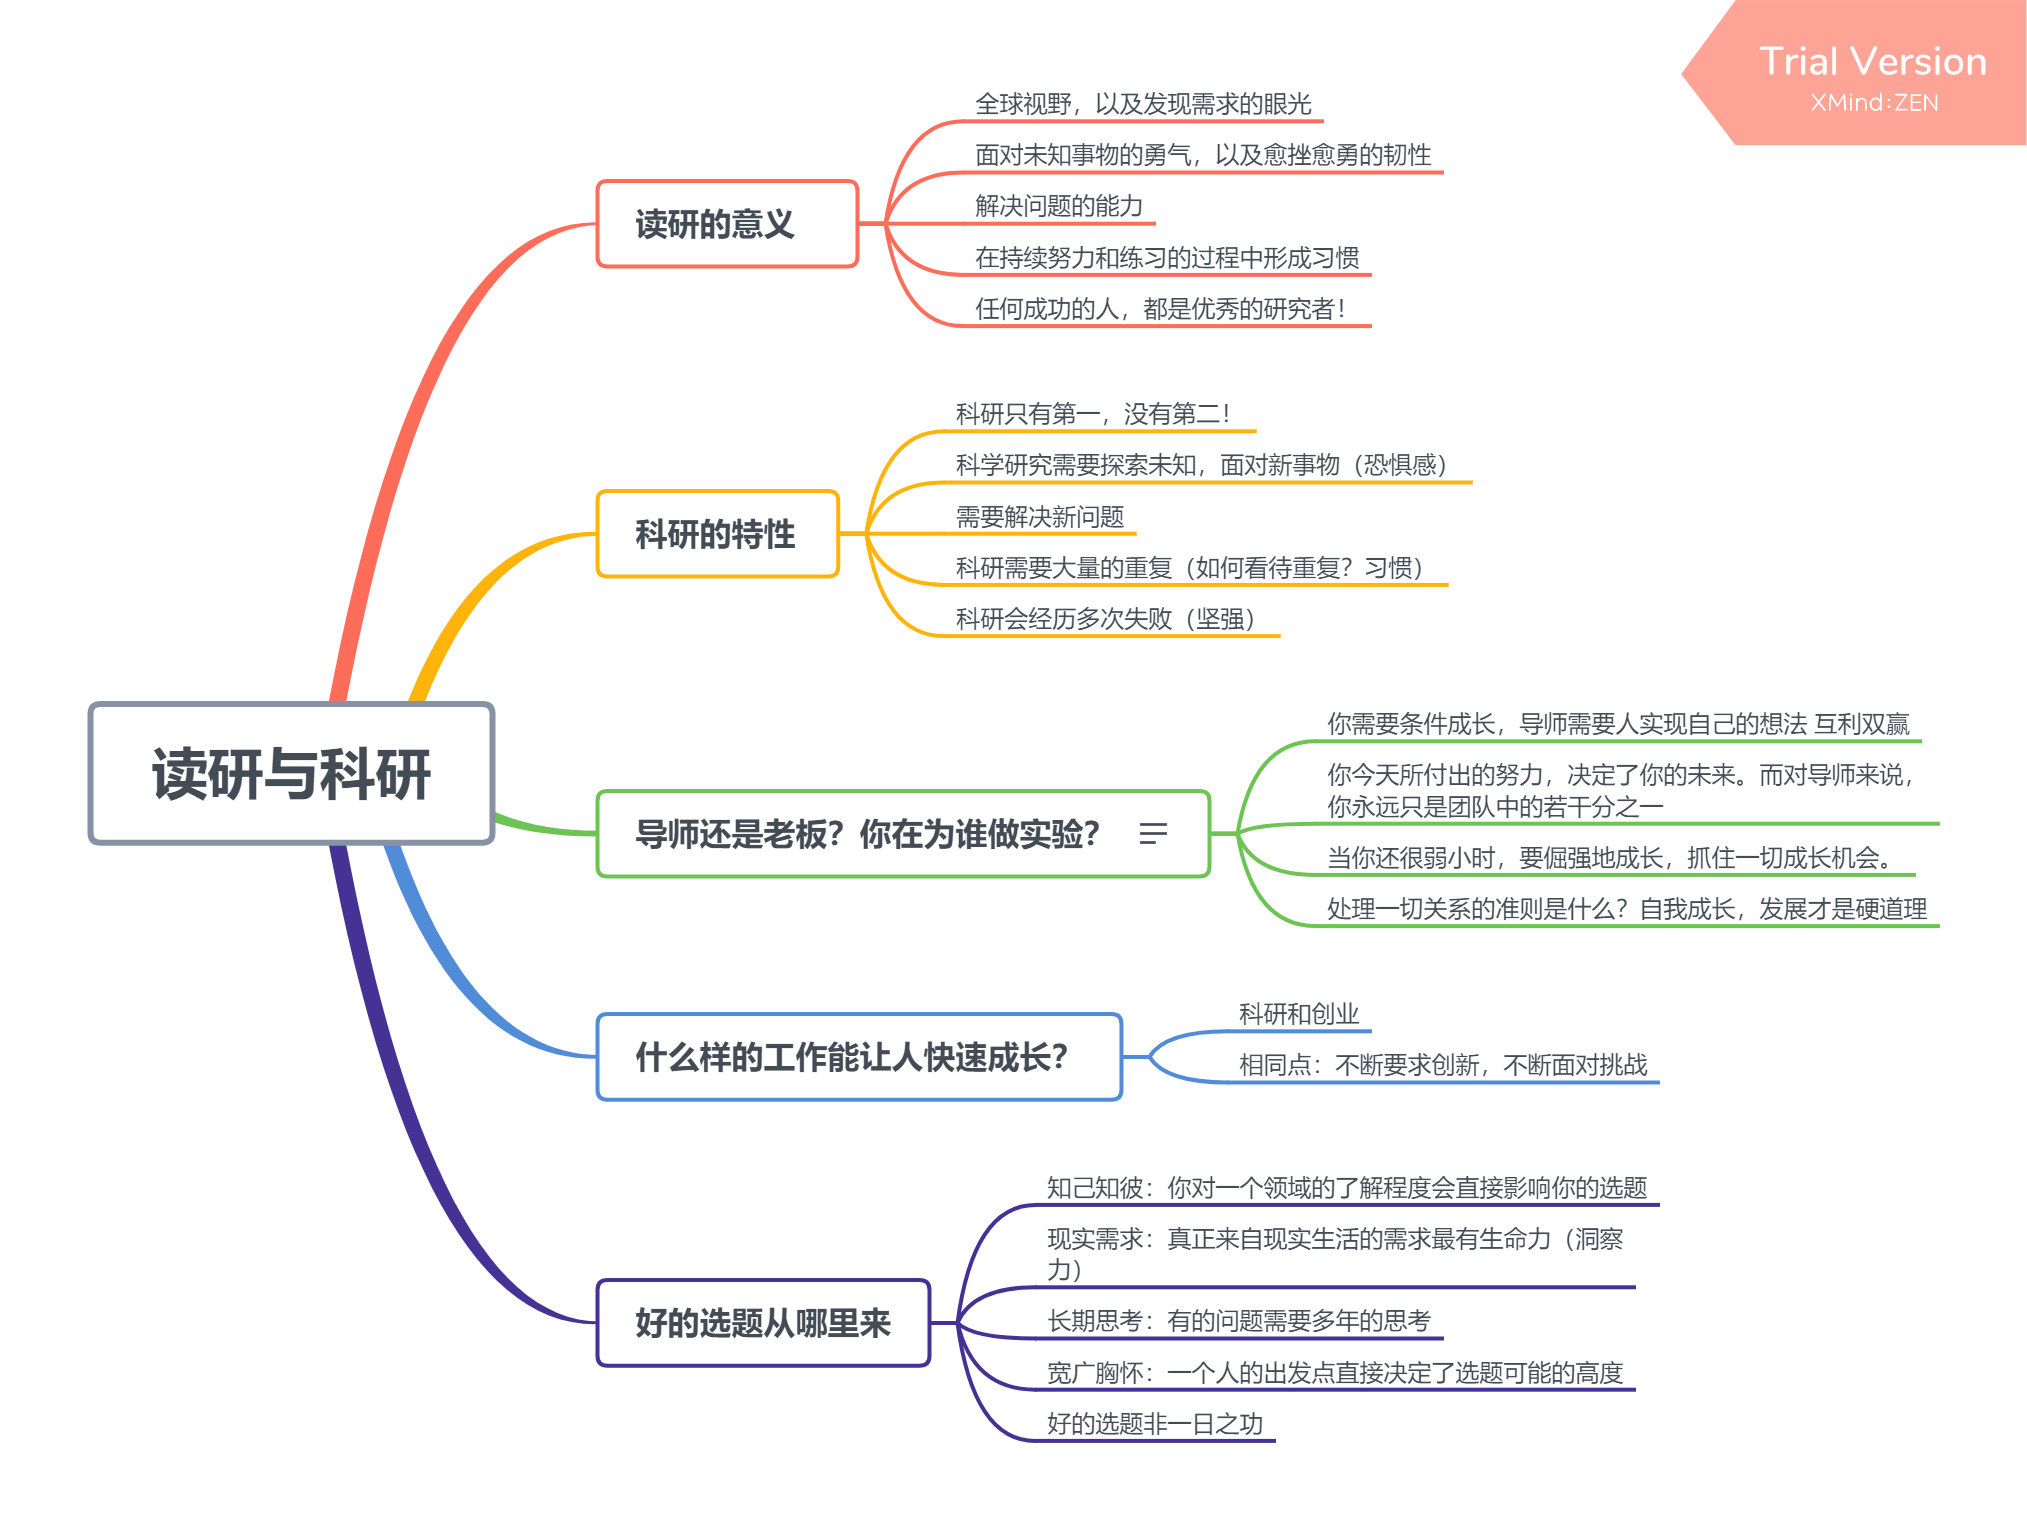 Trial Version
XMind:ZEN
读研与科研
读研的意义
全球视野，以及发现需求的眼光
面对未知事物的勇气，以及愈挫愈勇的韧性
解决问题的能力
在持续努力和练习的过程中形成习惯
任何成功的人，都是优秀的研究者！
科研的特性
科研只有第一，没有第二！
科学研究需要探索未知，面对新事物（恐惧感）
需要解决新问题
科研需要大量的重复（如何看待重复？习惯）
科研会经历多次失败（坚强）
导师还是老板？你在为谁做实验？
你需要条件成长，导师需要人实现自己的想法 互利双赢
你今天所付出的努力，决定了你的未来。而对导师来说，
你永远只是团队中的若干分之一
当你还很弱小时，要倔强地成长，抓住一切成长机会。
处理一切关系的准则是什么？自我成长，发展才是硬道理
什么样的工作能让人快速成长？
科研和创业
相同点：不断要求创新，不断面对挑战
好的选题从哪里来
知己知彼：你对一个领域的了解程度会直接影响你的选题
现实需求：真正来自现实生活的需求最有生命力（洞察
力）
长期思考：有的问题需要多年的思考
宽广胸怀：一个人的出发点直接决定了选题可能的高度
好的选题非一日之功